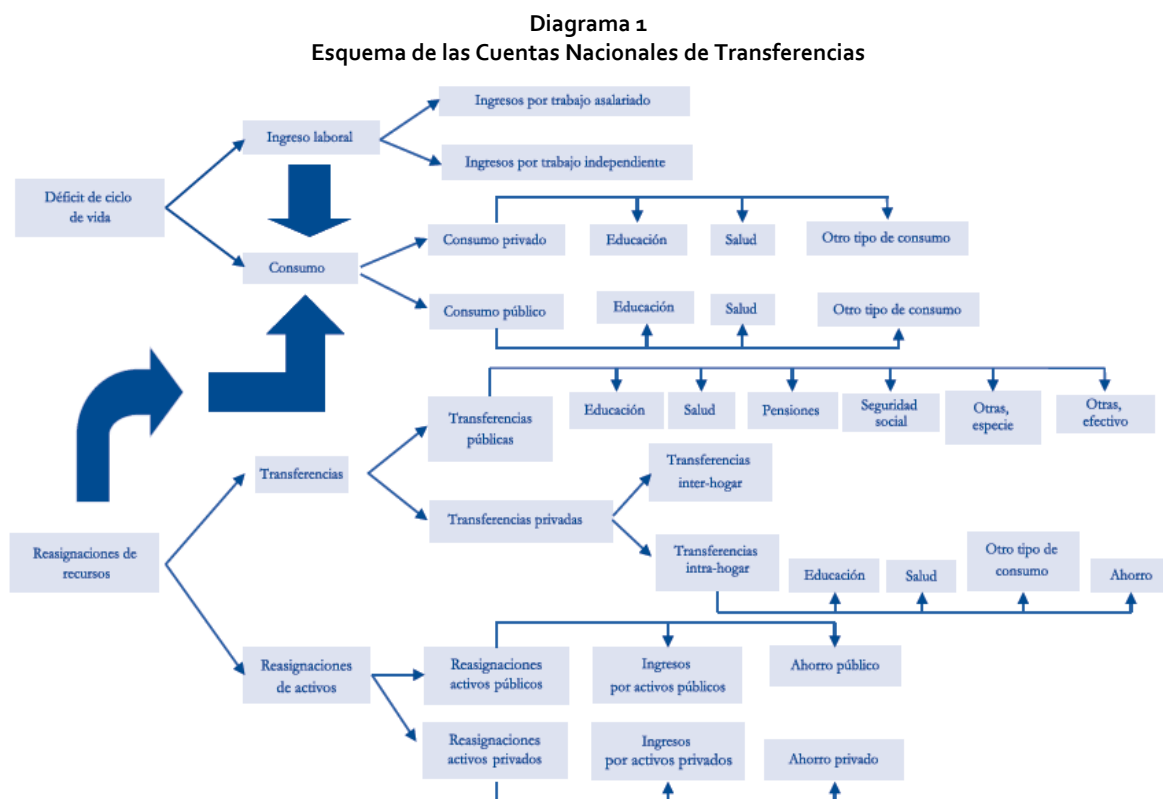 Diagrama 1
Esquema de las Cuentas Nacionales de Transferencias
Ingresos por trabajo asalariado
Ingreso laboral
Ingresos por trabajo independiente
Déficit de ciclo
de vida
Consumo privado
Educación
Salud
Otro tipo de consumo
Consumo
Consumo público
Educación
Salud
Otro tipo de consumo
Transferencias
públicas
Educación
Salud
Pensiones
Seguridad
social
Otras,
especie
Otras,
efectivo
Transferencias
Transferencias
inter-hogar
Transferencias privadas
Reasignaciones de
recursos
Transferencias
intra-hogar
Educación
Salud
Otro tipo de
consumo
Ahorro
Reasignaciones
de activos
Reasignaciones
activos públicos
Ingresos
por activos públicos
Ahorro público
Reasignaciones
activos privados
Ingresos
por activos privados
Ahorro privado